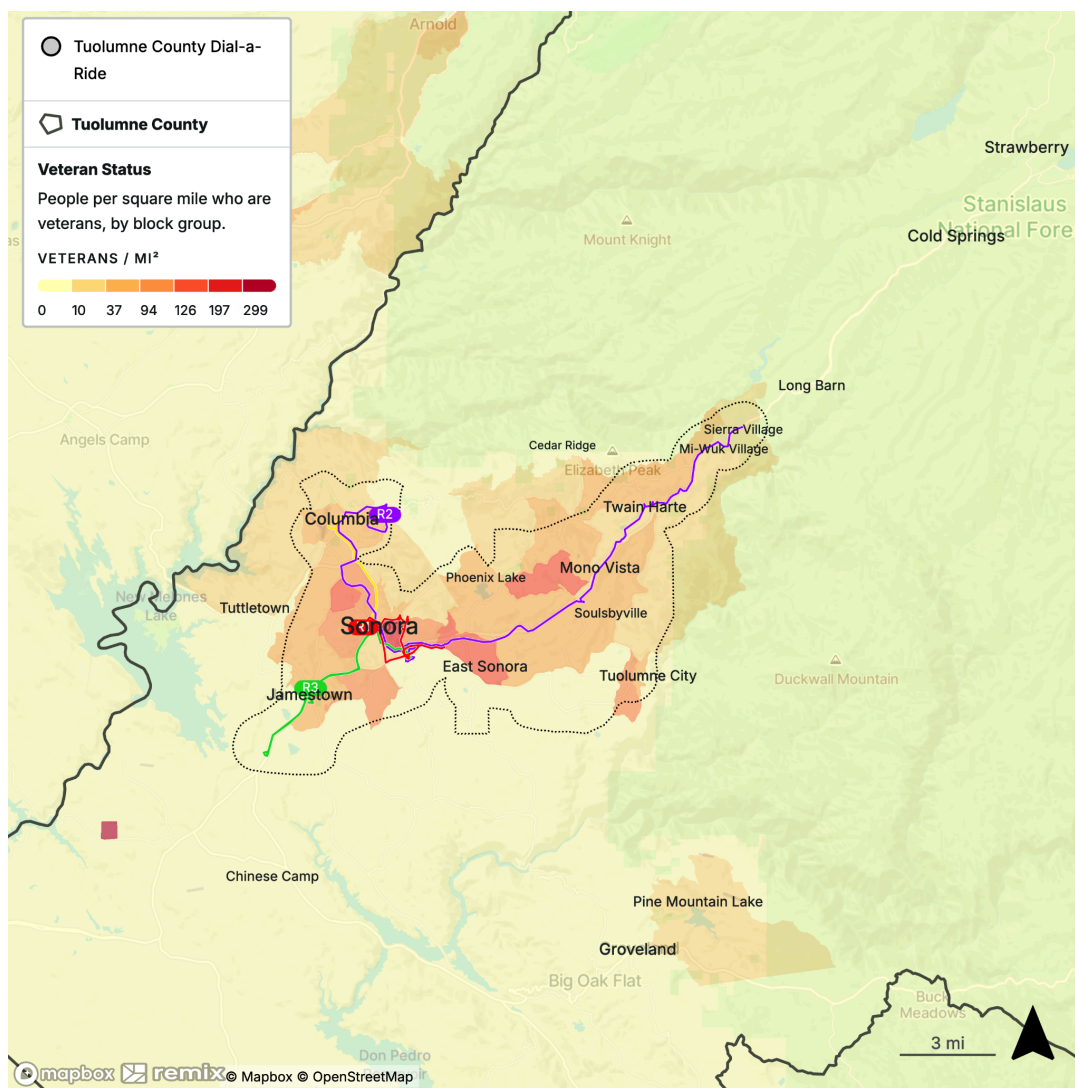 Arnold
Tuolumne County Dial-a-
Ride
Tuolumne County
Veteran Status
People per square mile who are
veterans, by block group.
VETERANS / MI²
0 10 37 94 126 197 299
Strawberry
Stanislaus
National Fore
Cold Springs
Mount Knight
as
Long Barn
Angels Camp
Sierra Village
Cedar Ridge
Mi-Wuk Village
Elizabeth Peak
Twain Harte
Columbia
R2
Mono Vista
Phoenix Lake
New Melones
Lake
Tuttletown
Soulsbyville
Sonora
East Sonora
Tuolumne City
Duckwall Mountain
R3
Jamestown
Chinese Camp
Pine Mountain Lake
Groveland
Big Oak Flat
Buck
Meadows
3 mi
Don Pedro
mapbox remix © Mapbox © OpenStreetMap